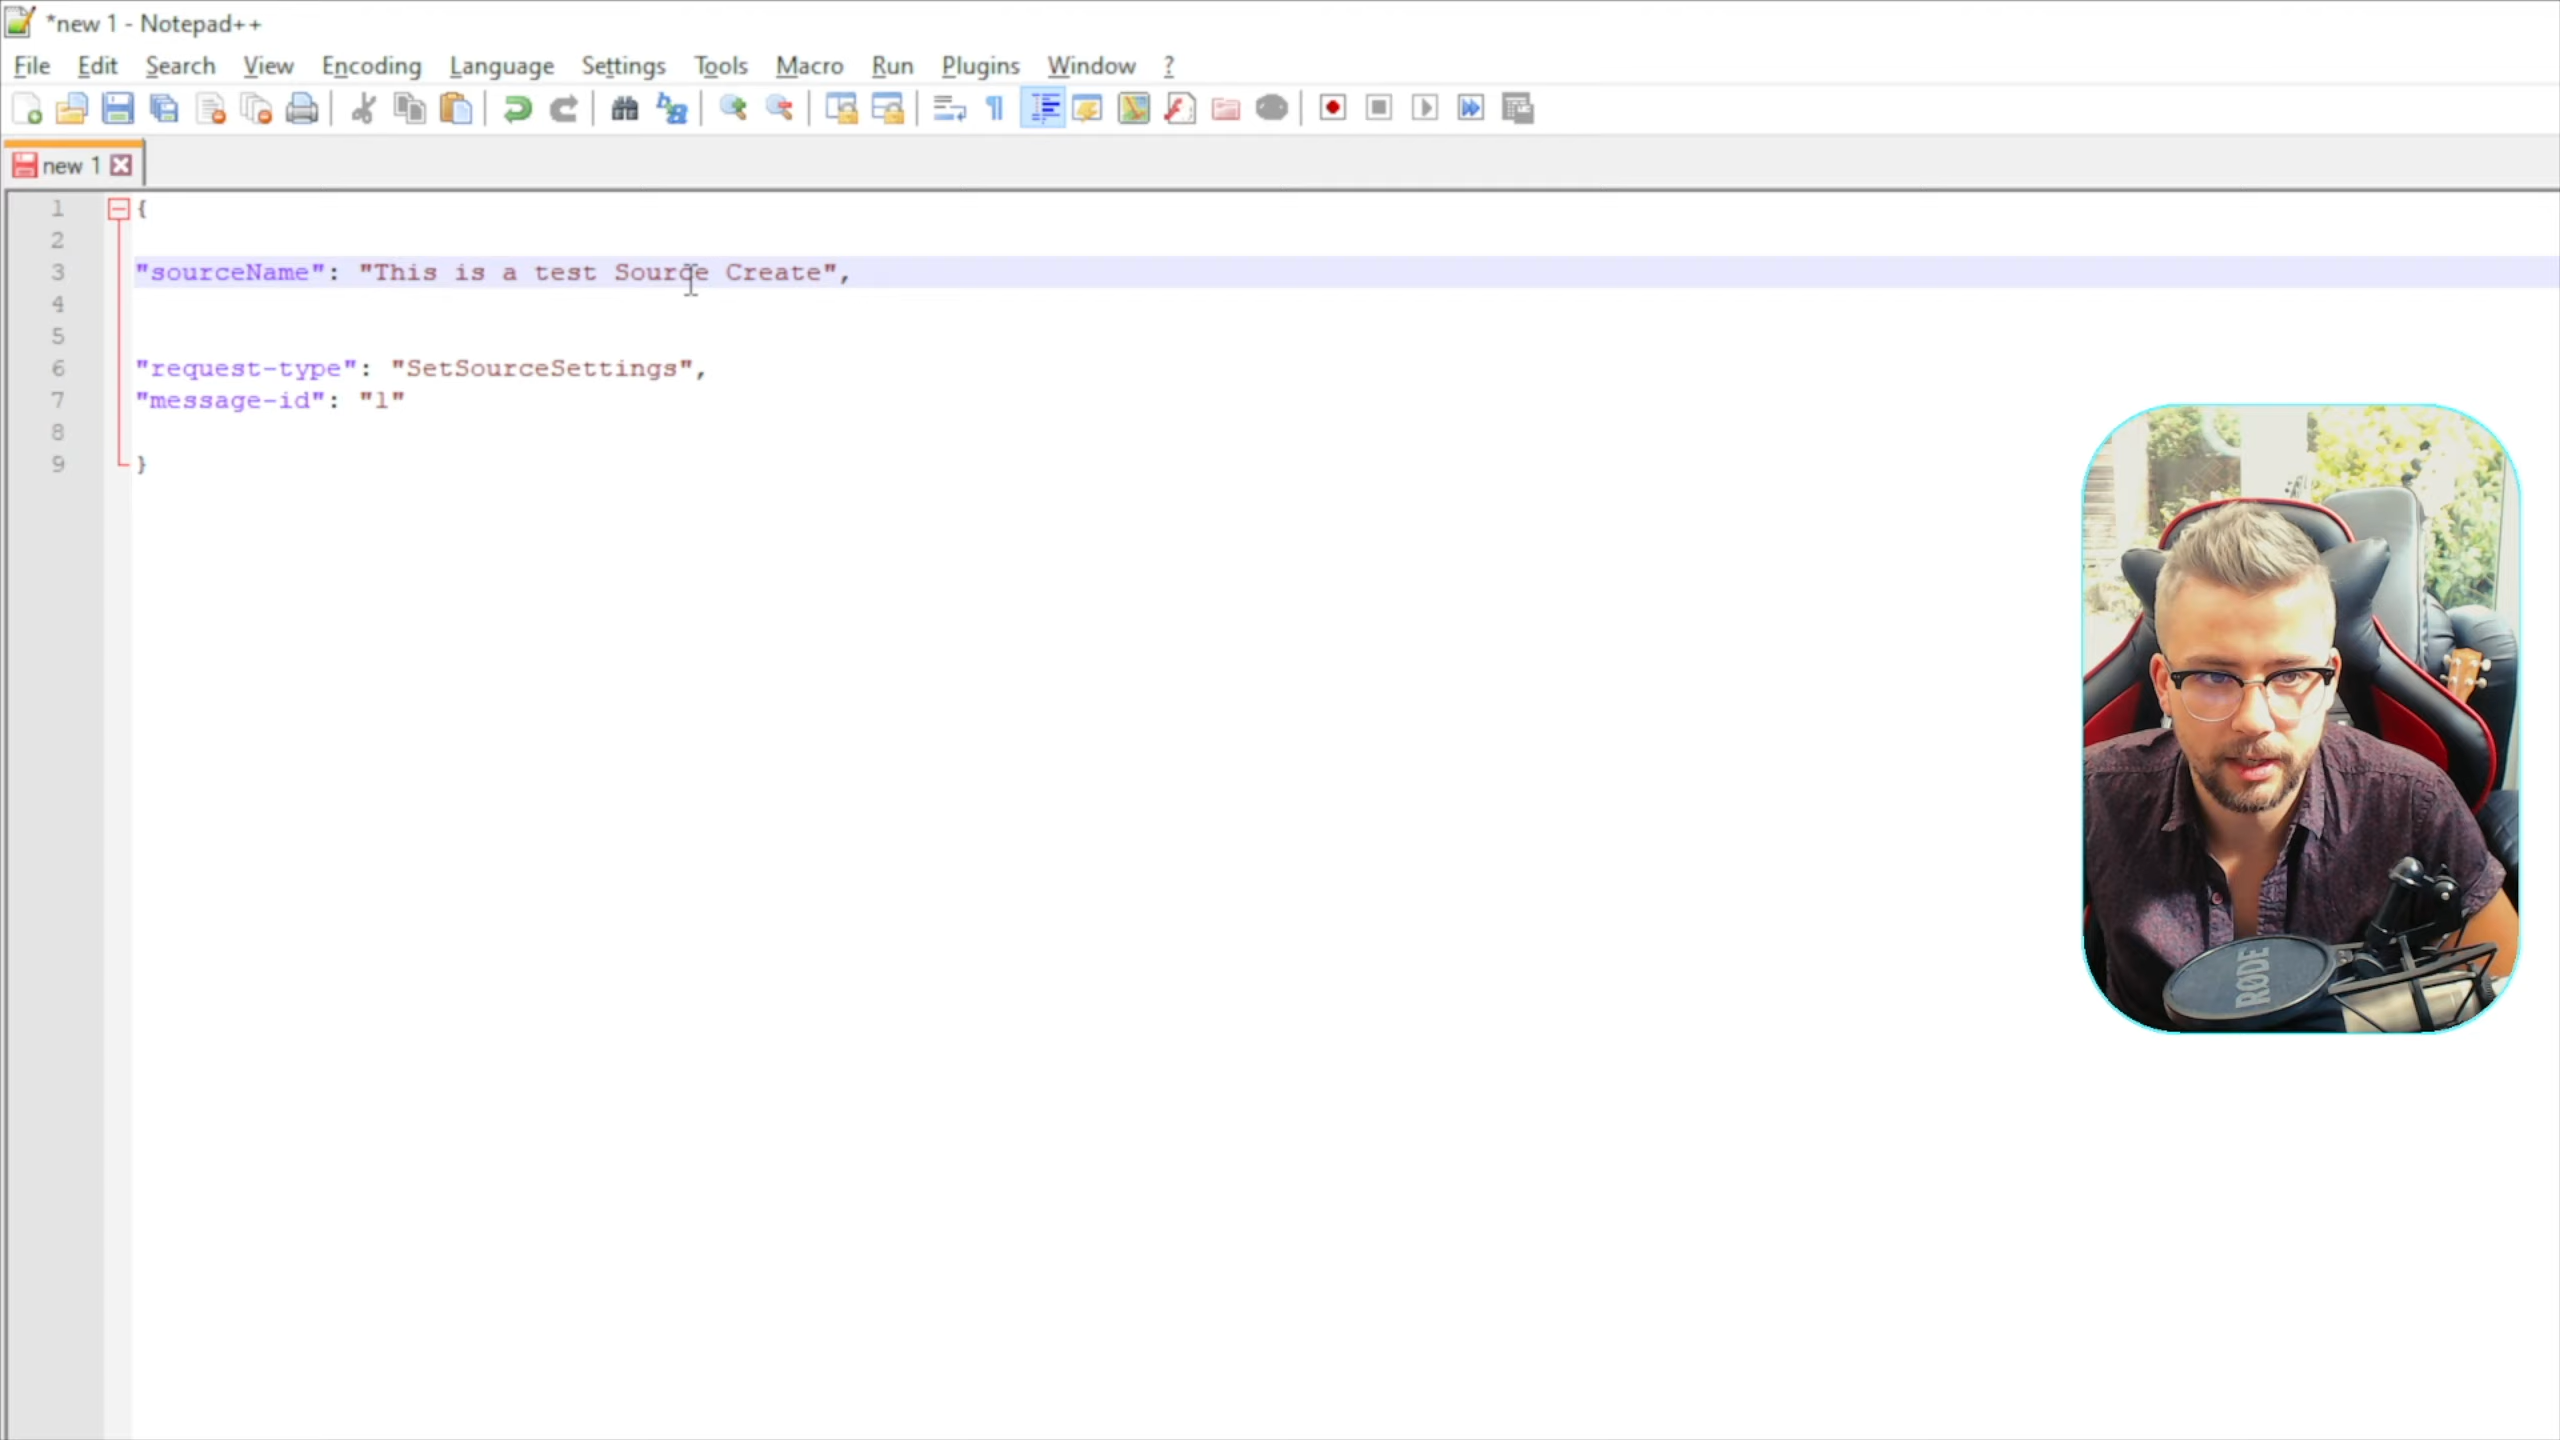 *new 1 - Notepad++
File Edit Search View Encoding Language Settings Tools Macro Run Plugins Window ?
new 1
1 {
2
3 "sourceName": "This is a test Source Create",
4
5
6 "request-type": "SetSourceSettings",
7 "message-id": "1"
8
9 }
RØDE